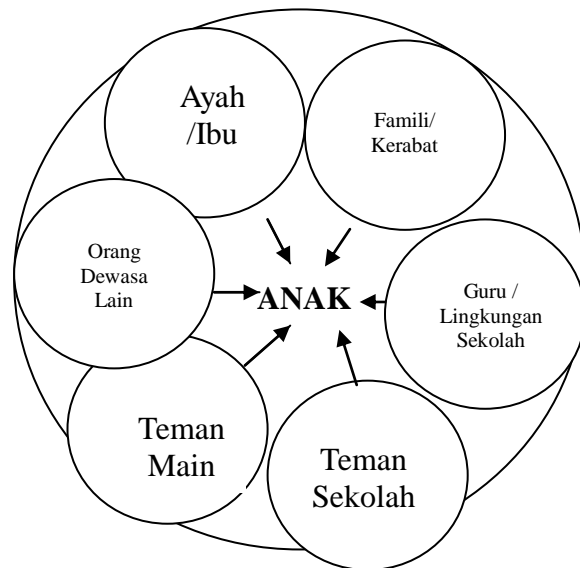 Ayah
/Ibu
Famili/
Kerabat
Orang
Dewasa
Lain
ANAK
Guru /
Lingkungan
Sekolah
Teman
Main
Teman
Sekolah